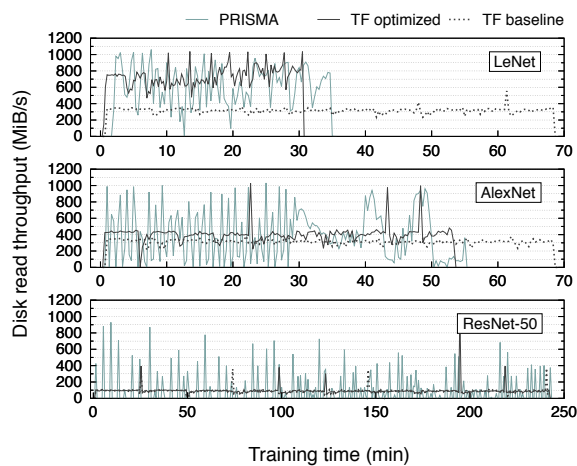 PRISMA TF optimized TF baseline
Disk read throughput (MiB/s)
1200
1000
800
600
400
200
0
LeNet
0 10 20 30 40 50 60 70
1200
1000
800
600
400
200
0
AlexNet
0 10 20 30 40 50 60 70
1200
1000
800
600
400
200
0
ResNet-50
0 50 100 150 200 250
Training time (min)